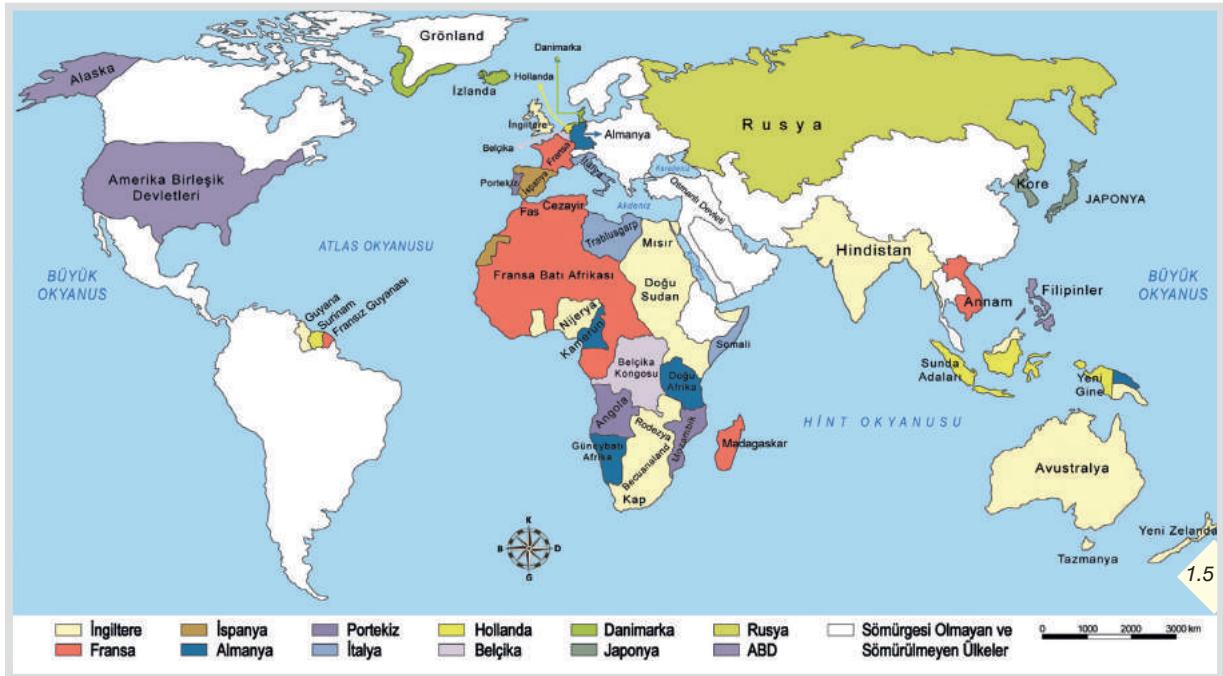 Grönland
Danimarka
Alaska
Hollanda
İzlanda
İngiltere
Almanya
Rusya
Belçika
Fransa
Amerika Birleşik
Devletleri
İtalya
Karadeniz
Portekiz
İspanya
Osmanlı Devleti
Kore
JAPONYA
Akdeniz
Fas
Cezayir
ATLAS OKYANUSU
Trablusgarp
Mısır
Hindistan
BÜYÜK
OKYANUS
Fransa Batı Afrikası
Doğu
Sudan
BÜYÜK
OKYANUS
Annam
Filipinler
Guyana
Surinam
Fransız Guyanası
Nijerya
Kamerun
Somali
Belçika
Kongosu
Doğu
Afrika
Sunda
Adaları
Yeni
Gine
Angola
HİNT OKYANUSU
Rodezya
Mozambik
Madagaskar
Güneybatı
Afrika
Becuanaland
Avustralya
Kap
K
B
D
G
Yeni Zelanda
Tazmanya
1.5
İngiltere
İspanya
Portekiz
Hollanda
Danimarka
Rusya
Sömürgesi Olmayan ve
Sömürülmeyen Ülkeler
0 1000 2000 3000 km
Fransa
Almanya
İtalya
Belçika
Japonya
ABD